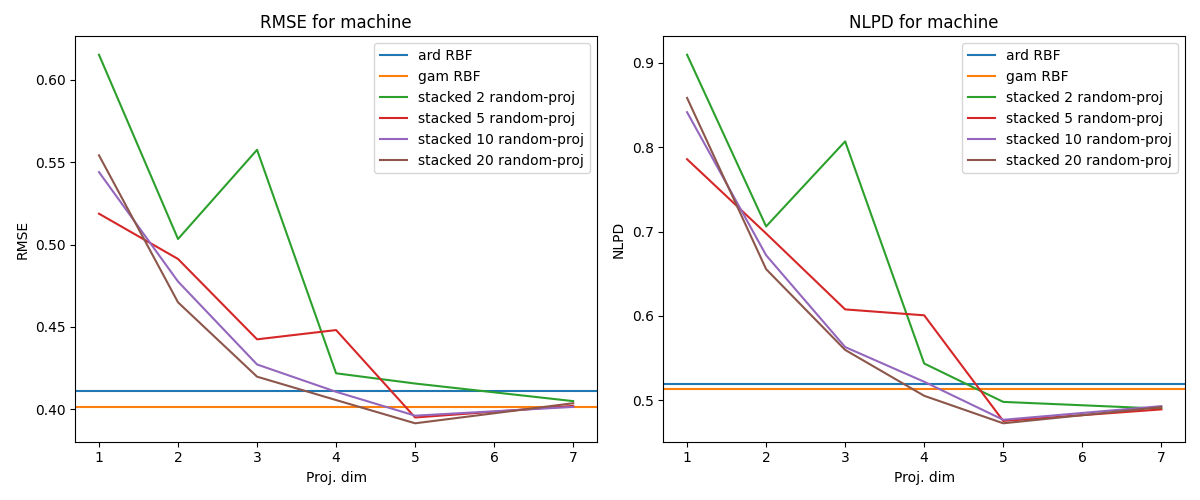 RMSE for machine
0.60
0.55
0.50
0.45
0.40
RMSE
1 2 3 4 5 6 7
Proj. dim
ard RBF
gam RBF
stacked 2 random-proj
stacked 5 random-proj
stacked 10 random-proj
stacked 20 random-proj
NLPD for machine
0.9
0.8
0.7
0.6
0.5
NLPD
1 2 3 4 5 6 7
Proj. dim
ard RBF
gam RBF
stacked 2 random-proj
stacked 5 random-proj
stacked 10 random-proj
stacked 20 random-proj